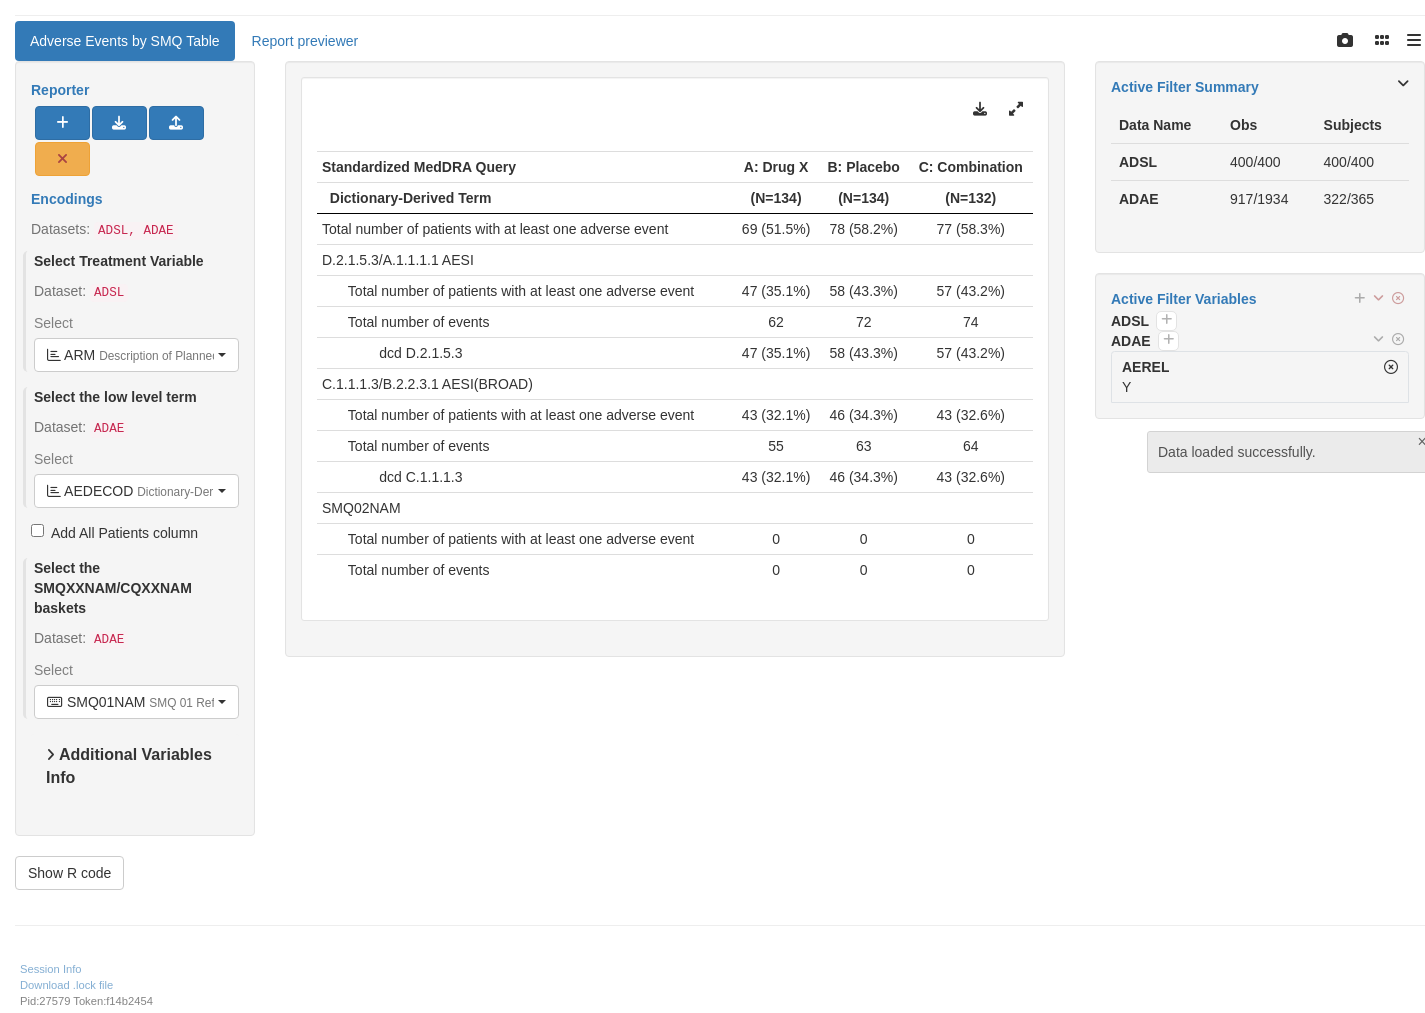 Adverse Events by SMQ Table
Report previewer
Reporter
Encodings
Datasets: ADSL, ADAE
Select Treatment Variable
Dataset: ADSL
Select
ARM Description of Planned
Select the low level term
Dataset: ADAE
Select
AEDECOD Dictionary-Der
Add All Patients column
Select the
SMQXXNAM/CQXXNAM
baskets
Dataset: ADAE
Select
SMQ01NAM SMQ 01 Ref
Additional Variables
Info
Show R code
Standardized MedDRA Query A: Drug X B: Placebo C: Combination
Dictionary-Derived Term (N=134) (N=134) (N=132)
Total number of patients with at least one adverse event 69 (51.5%) 78 (58.2%) 77 (58.3%)
D.2.1.5.3/A.1.1.1.1 AESI
Total number of patients with at least one adverse event 47 (35.1%) 58 (43.3%) 57 (43.2%)
Total number of events 62 72 74
dcd D.2.1.5.3 47 (35.1%) 58 (43.3%) 57 (43.2%)
C.1.1.1.3/B.2.2.3.1 AESI(BROAD)
Total number of patients with at least one adverse event 43 (32.1%) 46 (34.3%) 43 (32.6%)
Total number of events 55 63 64
dcd C.1.1.1.3 43 (32.1%) 46 (34.3%) 43 (32.6%)
SMQ02NAM
Total number of patients with at least one adverse event 0 0 0
Total number of events 0 0 0
Active Filter Summary
Data Name Obs Subjects
ADSL 400/400 400/400
ADAE 917/1934 322/365
Active Filter Variables
ADSL
ADAE
AEREL
Y
Data loaded successfully.
Session Info
Download .lock file
Pid:27579 Token:f14b2454